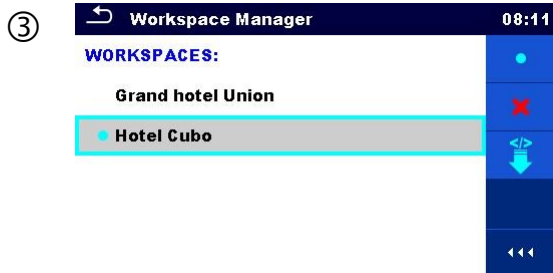 ③
Workspace Manager 08:11
WORKSPACES:
Grand hotel Union
Hotel Cubo
</>